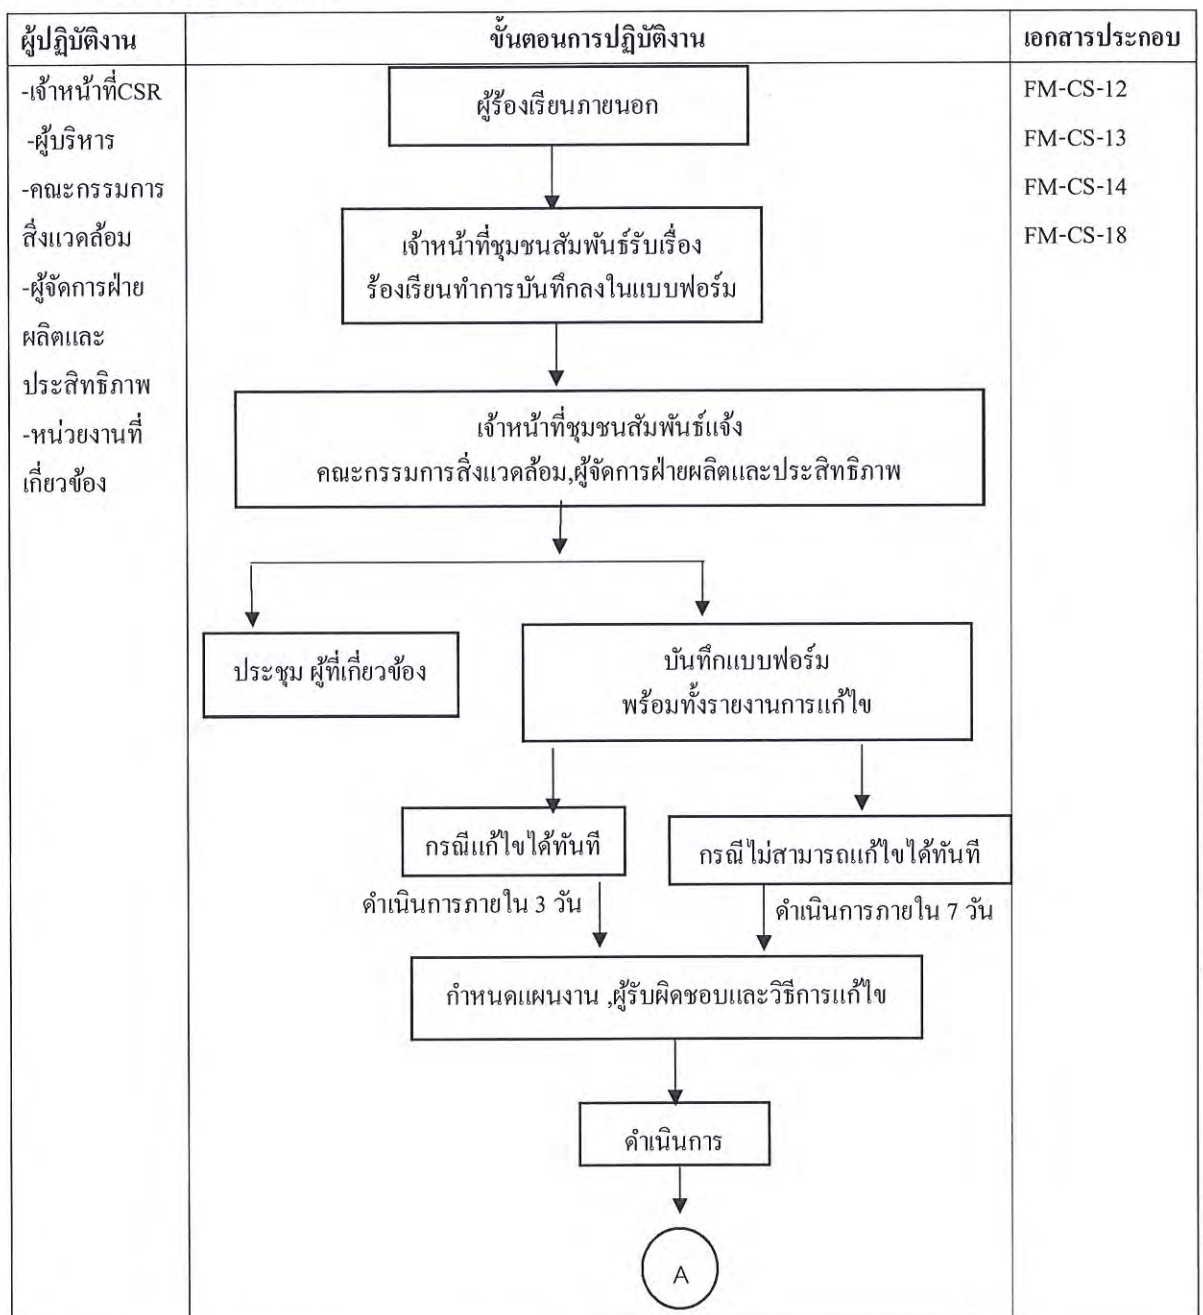 ผู้ปฏิบัติงาน
ขั้นตอนการปฏิบัติงาน
เอกสารประกอบ
-เจ้าหน้าที่CSR
-ผู้บริหาร
-คณะกรรมการ
สิ่งแวดล้อม
-ผู้จัดการฝ่าย
ผลิตและ
ประสิทธิภาพ
-หน่วยงานที่
เกี่ยวข้อง
ผู้ร้องเรียนภายนอก
เจ้าหน้าที่ชุมชนสัมพันธ์รับเรื่อง
ร้องเรียนทำการบันทึกลงในแบบฟอร์ม
เจ้าหน้าที่ชุมชนสัมพันธ์แจ้ง
คณะกรรมการสิ่งแวดล้อม,ผู้จัดการฝ่ายผลิตและประสิทธิภาพ
ประชุม ผู้ที่เกี่ยวข้อง
บันทึกแบบฟอร์ม
พร้อมทั้งรายงานการแก้ไข
กรณีแก้ไขได้ทันที
กรณีไม่สามารถแก้ไขได้ทันที
ดำเนินการภายใน 3 วัน
ดำเนินการภายใน 7 วัน
กำหนดแผนงาน ,ผู้รับผิดชอบและวิธีการแก้ไข
ดำเนินการ
A
FM-CS-12
FM-CS-13
FM-CS-14
FM-CS-18